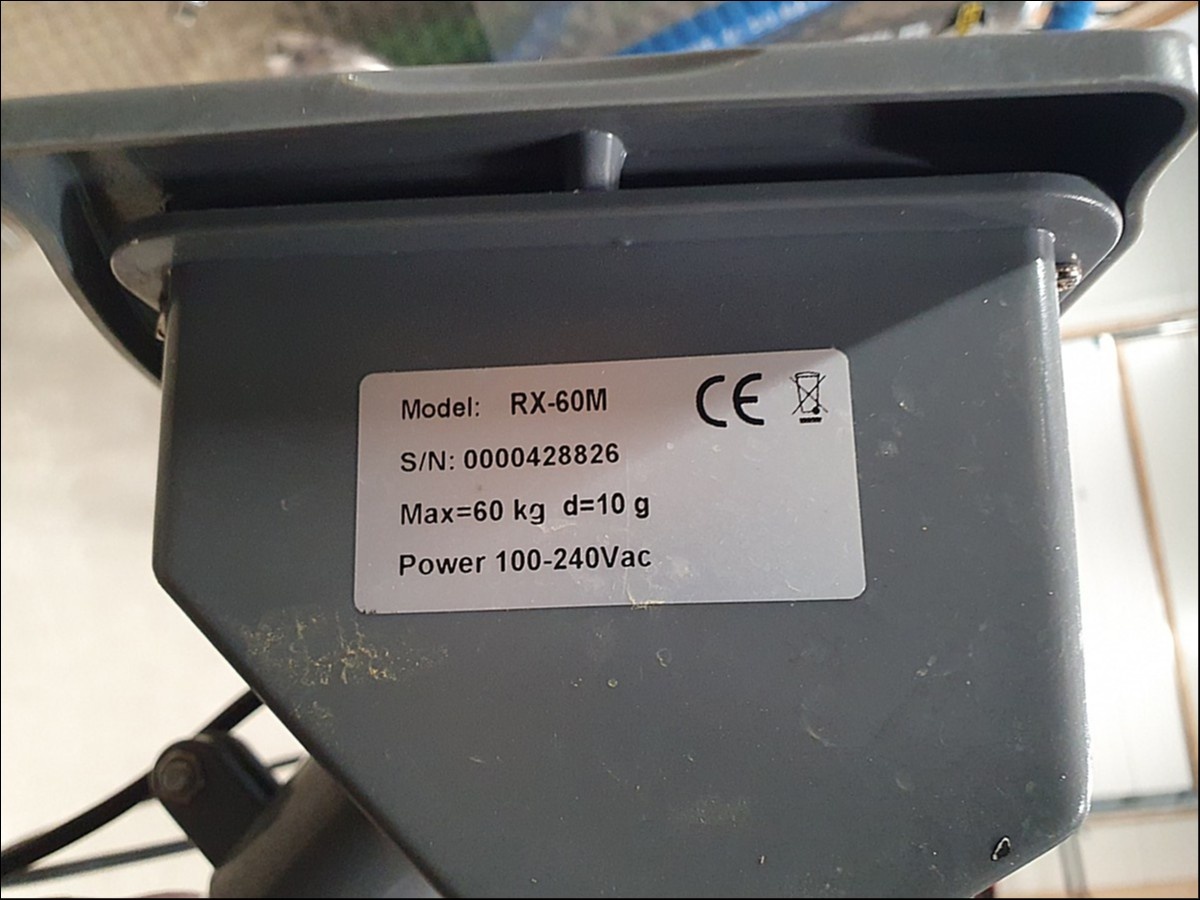 Model: RX-60M CE
S/N: 0000428826
Max=60 kg d=10 g
Power 100-240Vac